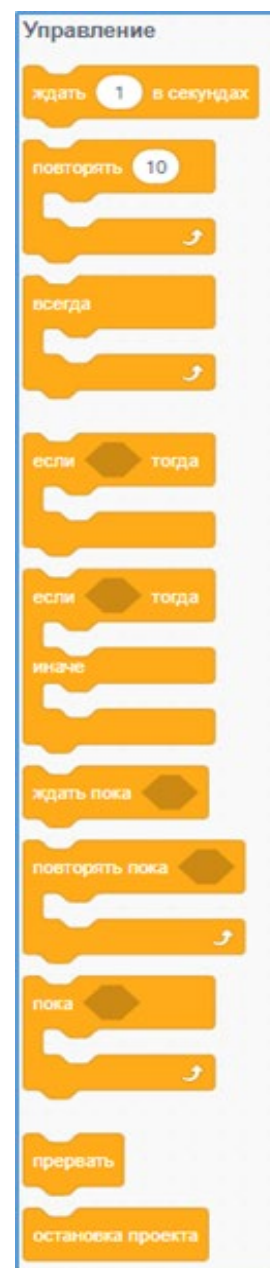 Управление
ждать 1 в секундах
повторять 10
всегда
если тогда
если тогда
иначе
ждать пока
повторять пока
пока
прервать
остановка проекта